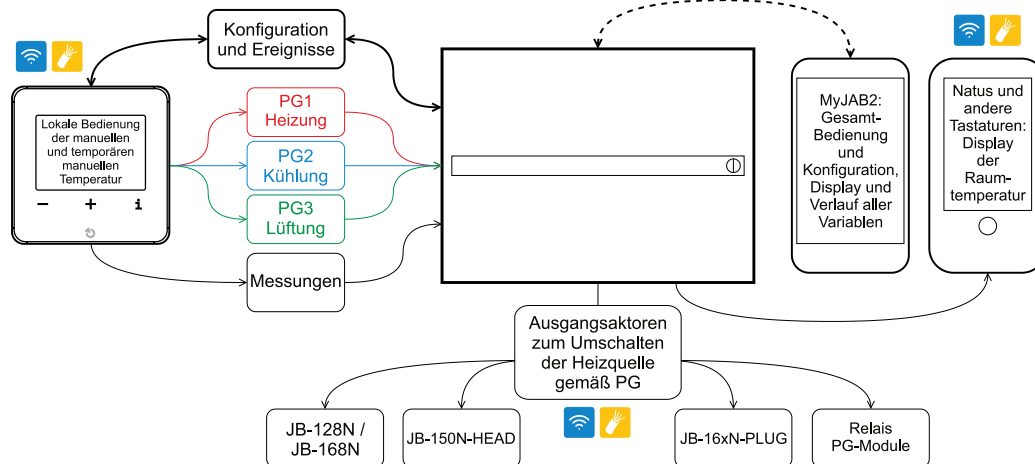 Konfiguration
und Ereignisse
Lokale Bedienung
der manuellen
und temporären
manuellen
Temperatur
i
PG1
Heizung
PG2
Kühlung
PG3
Lüftung
Messungen
MyJAB2:
Gesamt-
Bedienung
und
Konfiguration,
Display und
Verlauf aller
Variablen
Natus und
andere
Tastaturen:
Display
der
Raum-
temperatur
Ausgangsaktoren
zum Umschalten
der Heizquelle
gemäß PG
JB-128N /
JB-168N
JB-150N-HEAD
JB-16xN-PLUG
Relais
PG-Module